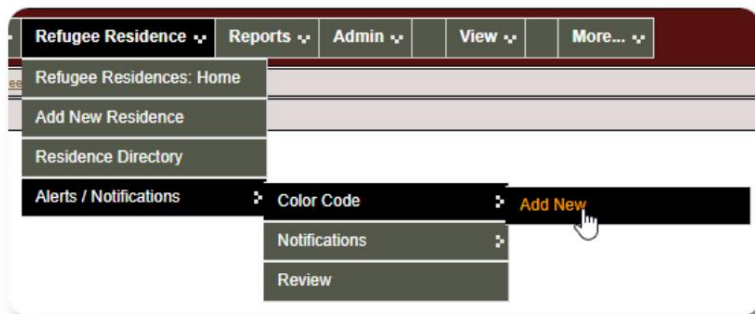 Refugee Residence Reports Admin View More...
Refugee Residences: Home
Add New Residence
Residence Directory
Alerts / Notifications Color Code Add New
Notifications
Review